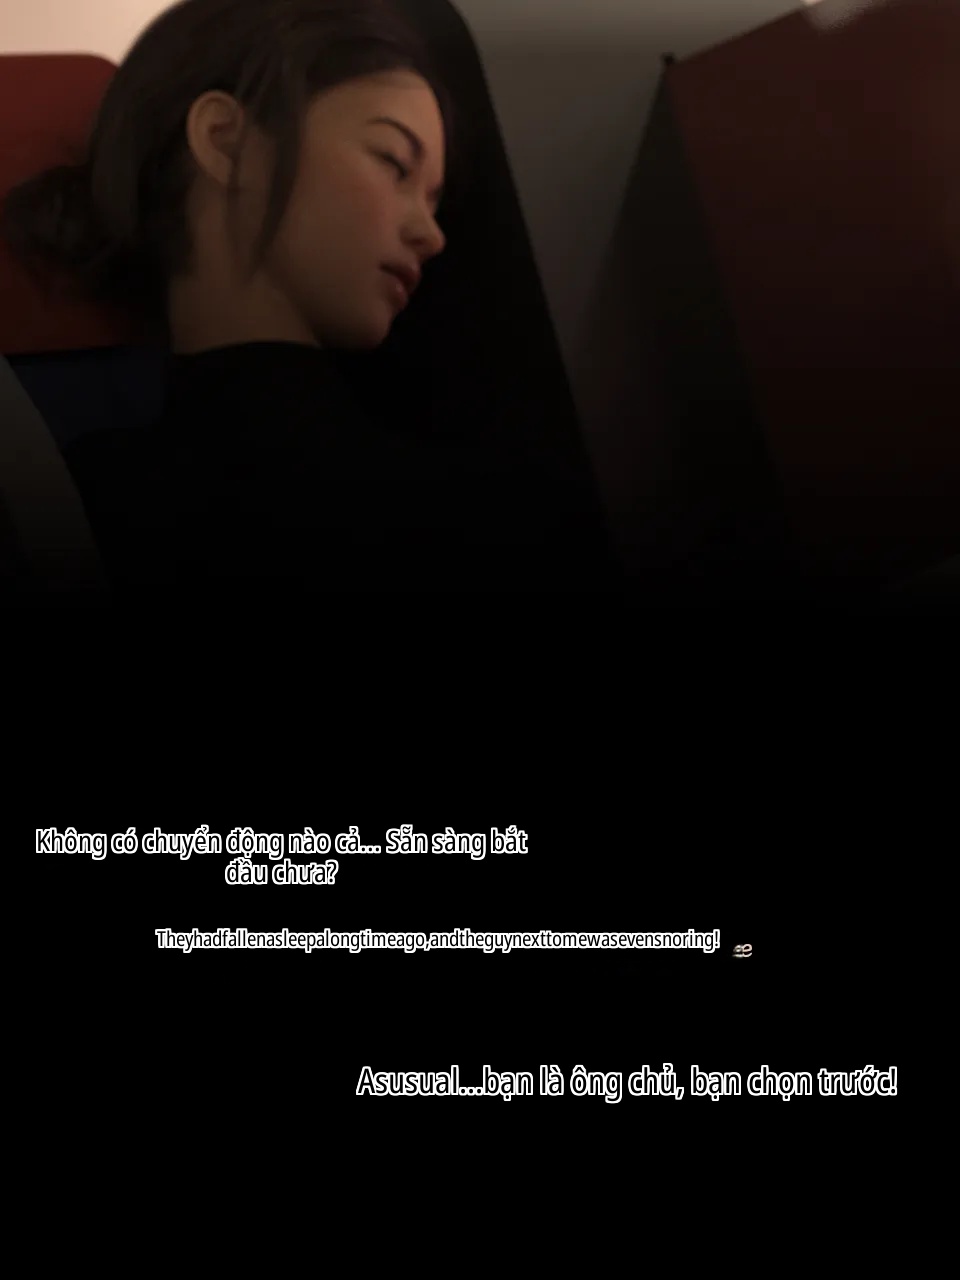 Không có chuyển động nào cả... Sẵn sàng bắt
đầu chưa?
Theyhadfallenasleepalongtimeago,andtheguynexttomewasevensnoring!
Asusual...bạn là ông chủ, bạn chọn trước!